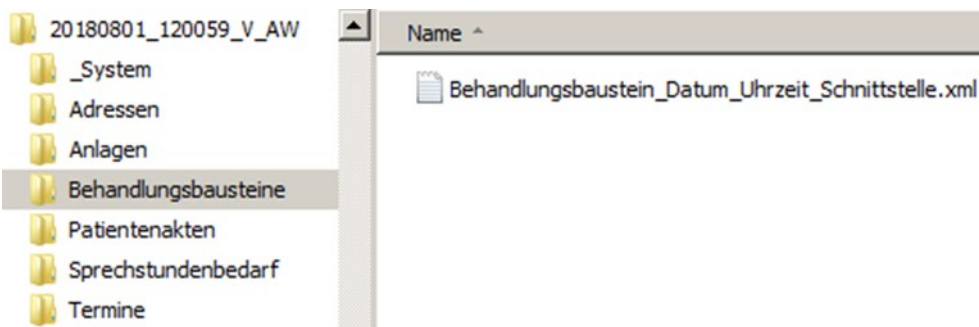 20180801_120059_V_AW
_System
Adressen
Anlagen
Behandlungsbausteine
Patientenakten
Sprechstundenbedarf
Termine
Name
Behandlungsbaustein_Datum_Uhrzeit_Schnittstelle.xml